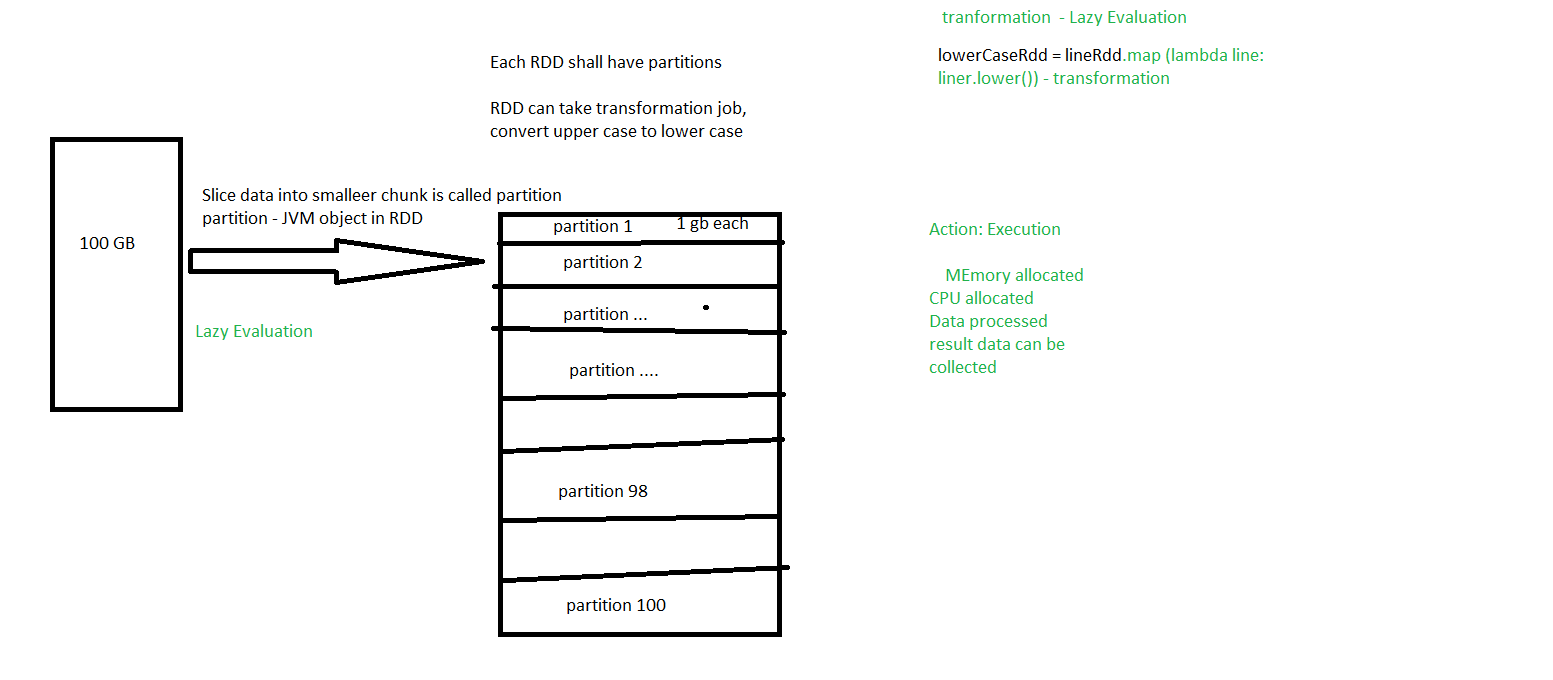 tranformation - Lazy Evaluation
lowerCaseRdd = lineRdd.map (lambda line:
liner.lower()) - transformation
Each RDD shall have partitions
RDD can take transformation job,
convert upper case to lower case
100 GB
Slice data into smalleer chunk is called partition
partition - JVM object in RDD
Lazy Evaluation
partition 1 1 gb each
partition 2
partition ...
partition ....
partition 98
partition 100
Action: Execution
MEmory allocated
CPU allocated
Data processed
result data can be
collected